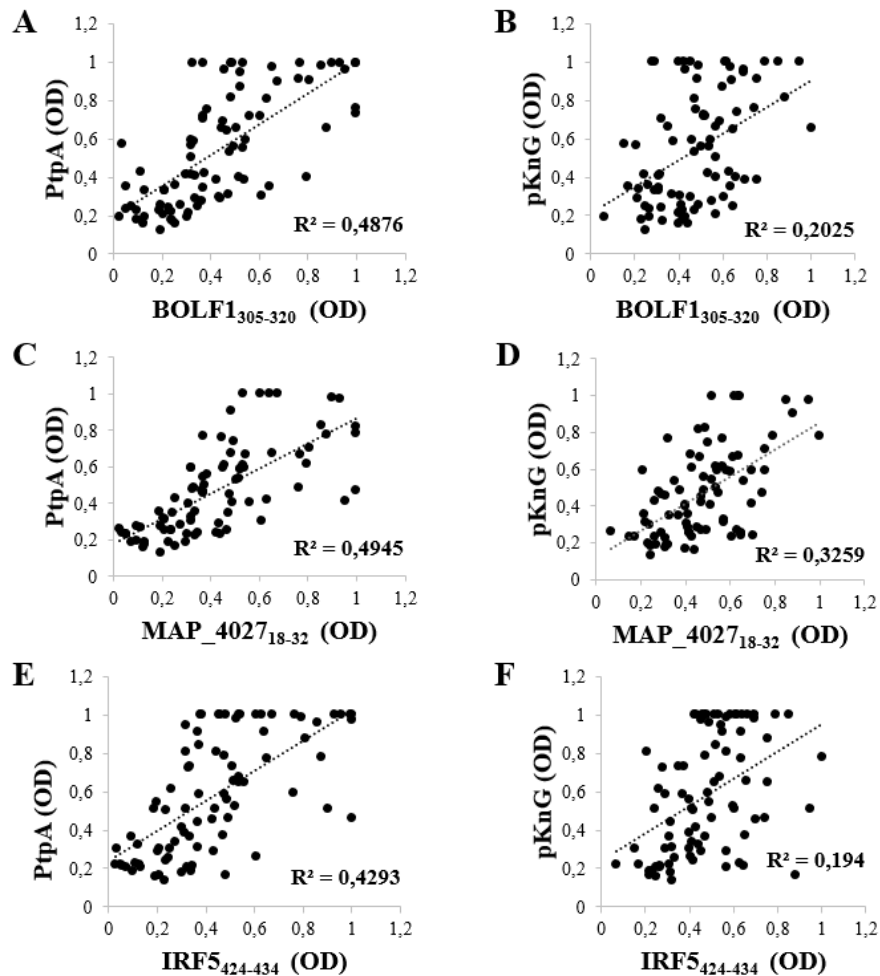 A
1,2
1
0,8
0,6
0,4
0,2
0
PtpA (OD)
R² = 0,4876
0 0,2 0,4 0,6 0,8 1 1,2
BOLF1305-320 (OD)
B
1,2
1
0,8
0,6
0,4
0,2
0
pKnG (OD)
R² = 0,2025
0 0,2 0,4 0,6 0,8 1 1,2
BOLF1305-320 (OD)
C
1,2
1
0,8
0,6
0,4
0,2
0
PtpA (OD)
R² = 0,4945
0 0,2 0,4 0,6 0,8 1 1,2
MAP_402718-32 (OD)
D
1,2
1
0,8
0,6
0,4
0,2
0
pKnG (OD)
R² = 0,3259
0 0,2 0,4 0,6 0,8 1 1,2
MAP_402718-32 (OD)
E
1,2
1
0,8
0,6
0,4
0,2
0
PtpA (OD)
R² = 0,4293
0 0,2 0,4 0,6 0,8 1 1,2
IRF5424-434 (OD)
F
1,2
1
0,8
0,6
0,4
0,2
0
pKnG (OD)
R² = 0,194
0 0,2 0,4 0,6 0,8 1 1,2
IRF5424-434 (OD)